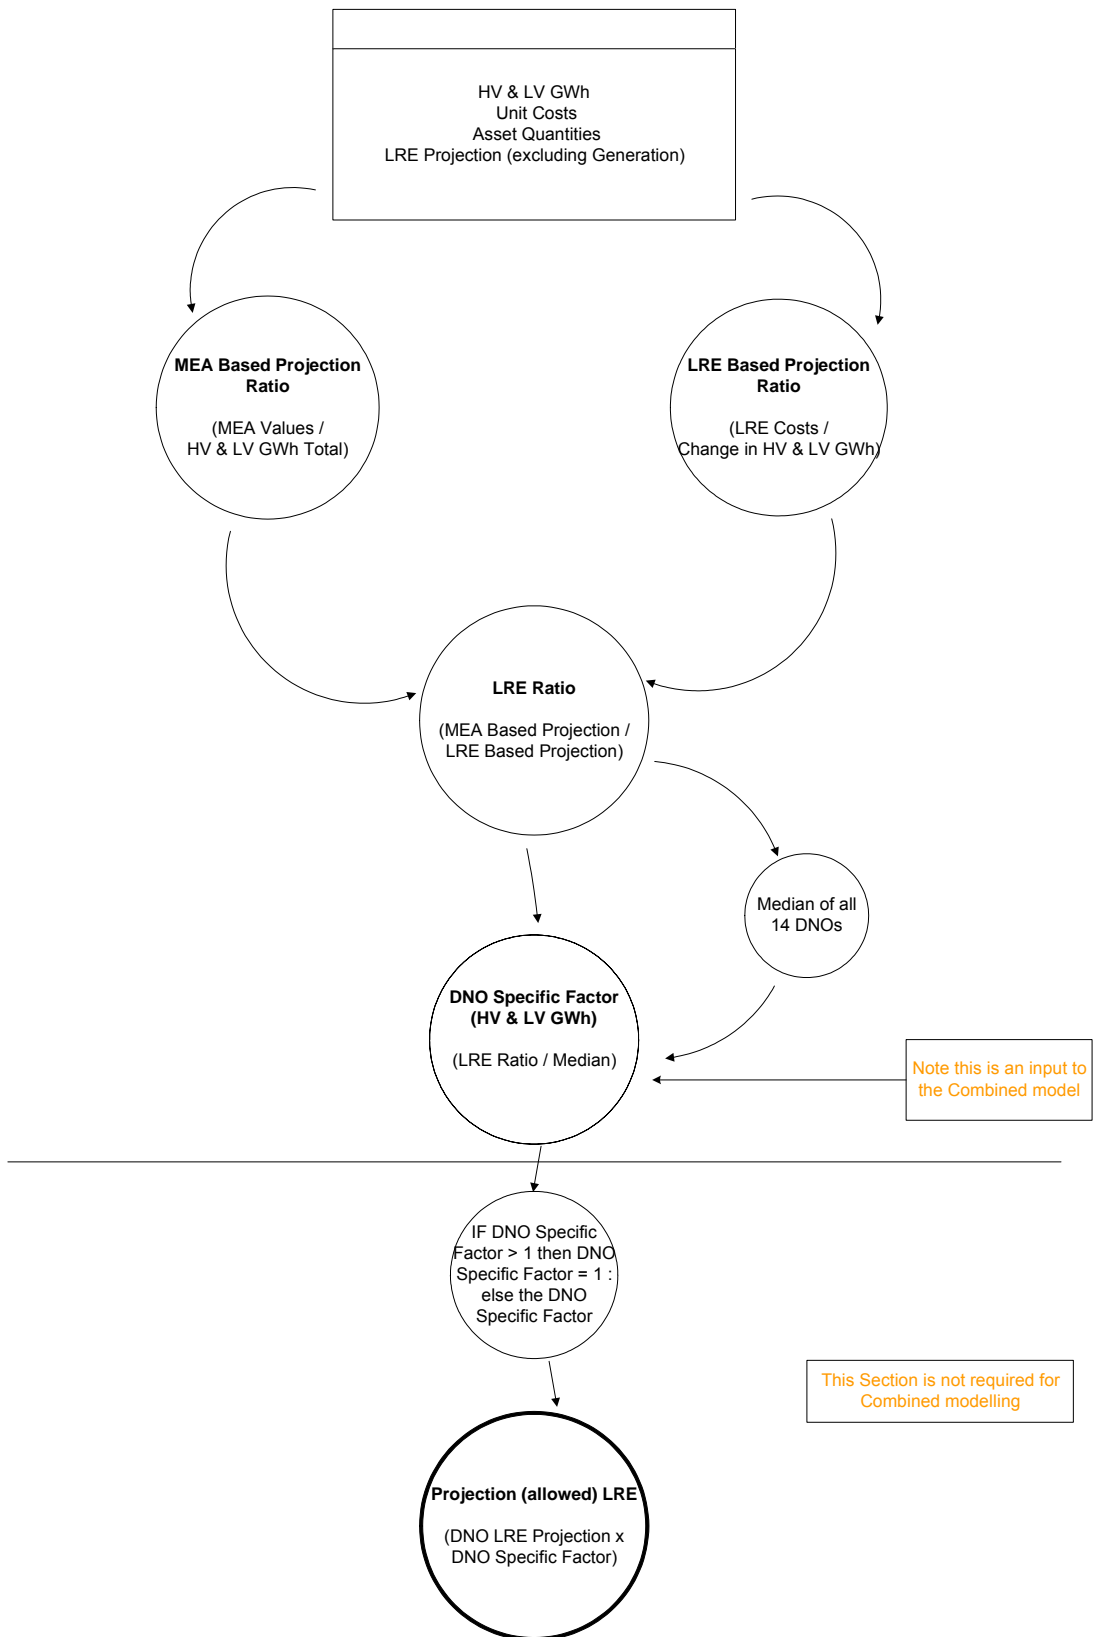 HV & LV GWh
Unit Costs
Asset Quantities
LRE Projection (excluding Generation)
MEA Based Projection
Ratio
(MEA Values /
HV & LV GWh Total)
LRE Based Projection
Ratio
(LRE Costs /
Change in HV & LV GWh)
LRE Ratio
(MEA Based Projection /
LRE Based Projection)
Median of all
14 DNOs
DNO Specific Factor
(HV & LV GWh)
(LRE Ratio / Median)
Note this is an input to
the Combined model
IF DNO Specific
Factor > 1 then DNO
Specific Factor = 1 :
else the DNO
Specific Factor
This Section is not required for
Combined modelling
Projection (allowed) LRE
(DNO LRE Projection x
DNO Specific Factor)